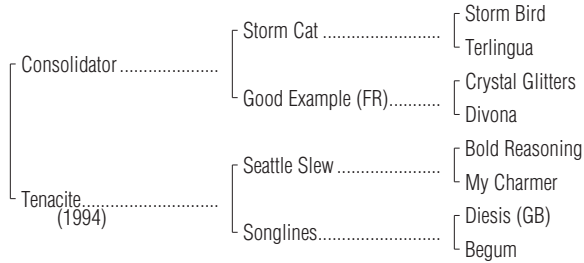 Storm Bird
Storm Cat ......................
Terlingua
Consolidator ...................
Crystal Glitters
Good Example (FR)...........
Divona
Bold Reasoning
Seattle Slew ....................
My Charmer
Tenacite..........................
(1994)
Diesis (GB)
Songlines........................
Begum